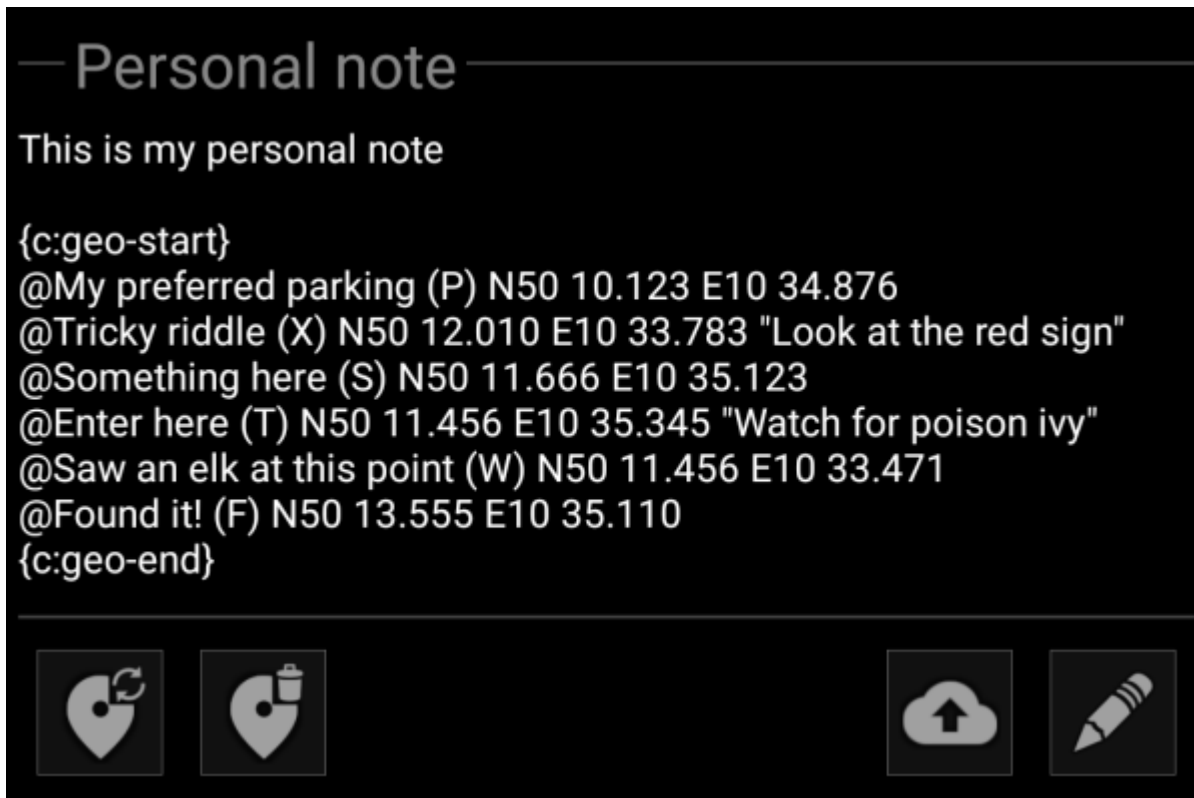 Personal note
This is my personal note
{c:geo-start}
@My preferred parking (P) N50 10.123 E10 34.876
@Tricky riddle (X) N50 12.010 E10 33.783 "Look at the red sign"
@Something here (S) N50 11.666 E10 35.123
@Enter here (T) N50 11.456 E10 35.345 "Watch for poison ivy"
@Saw an elk at this point (W) N50 11.456 E10 33.471
@Found it! (F) N50 13.555 E10 35.110
{c:geo-end}